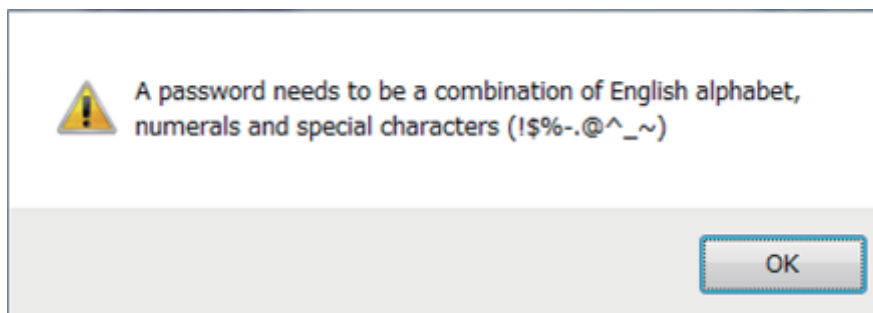 A password needs to be a combination of English alphabet,
numerals and special characters (!$%-.@^_~)
OK